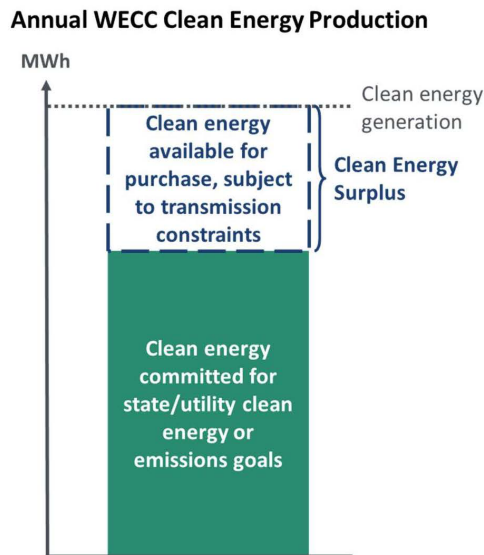 Annual WECC Clean Energy Production
MWh
Clean energy
generation
Clean energy
available for
purchase, subject
to transmission
constraints
Clean Energy
Surplus
Clean energy
committed for
state/utility clean
energy or
emissions goals